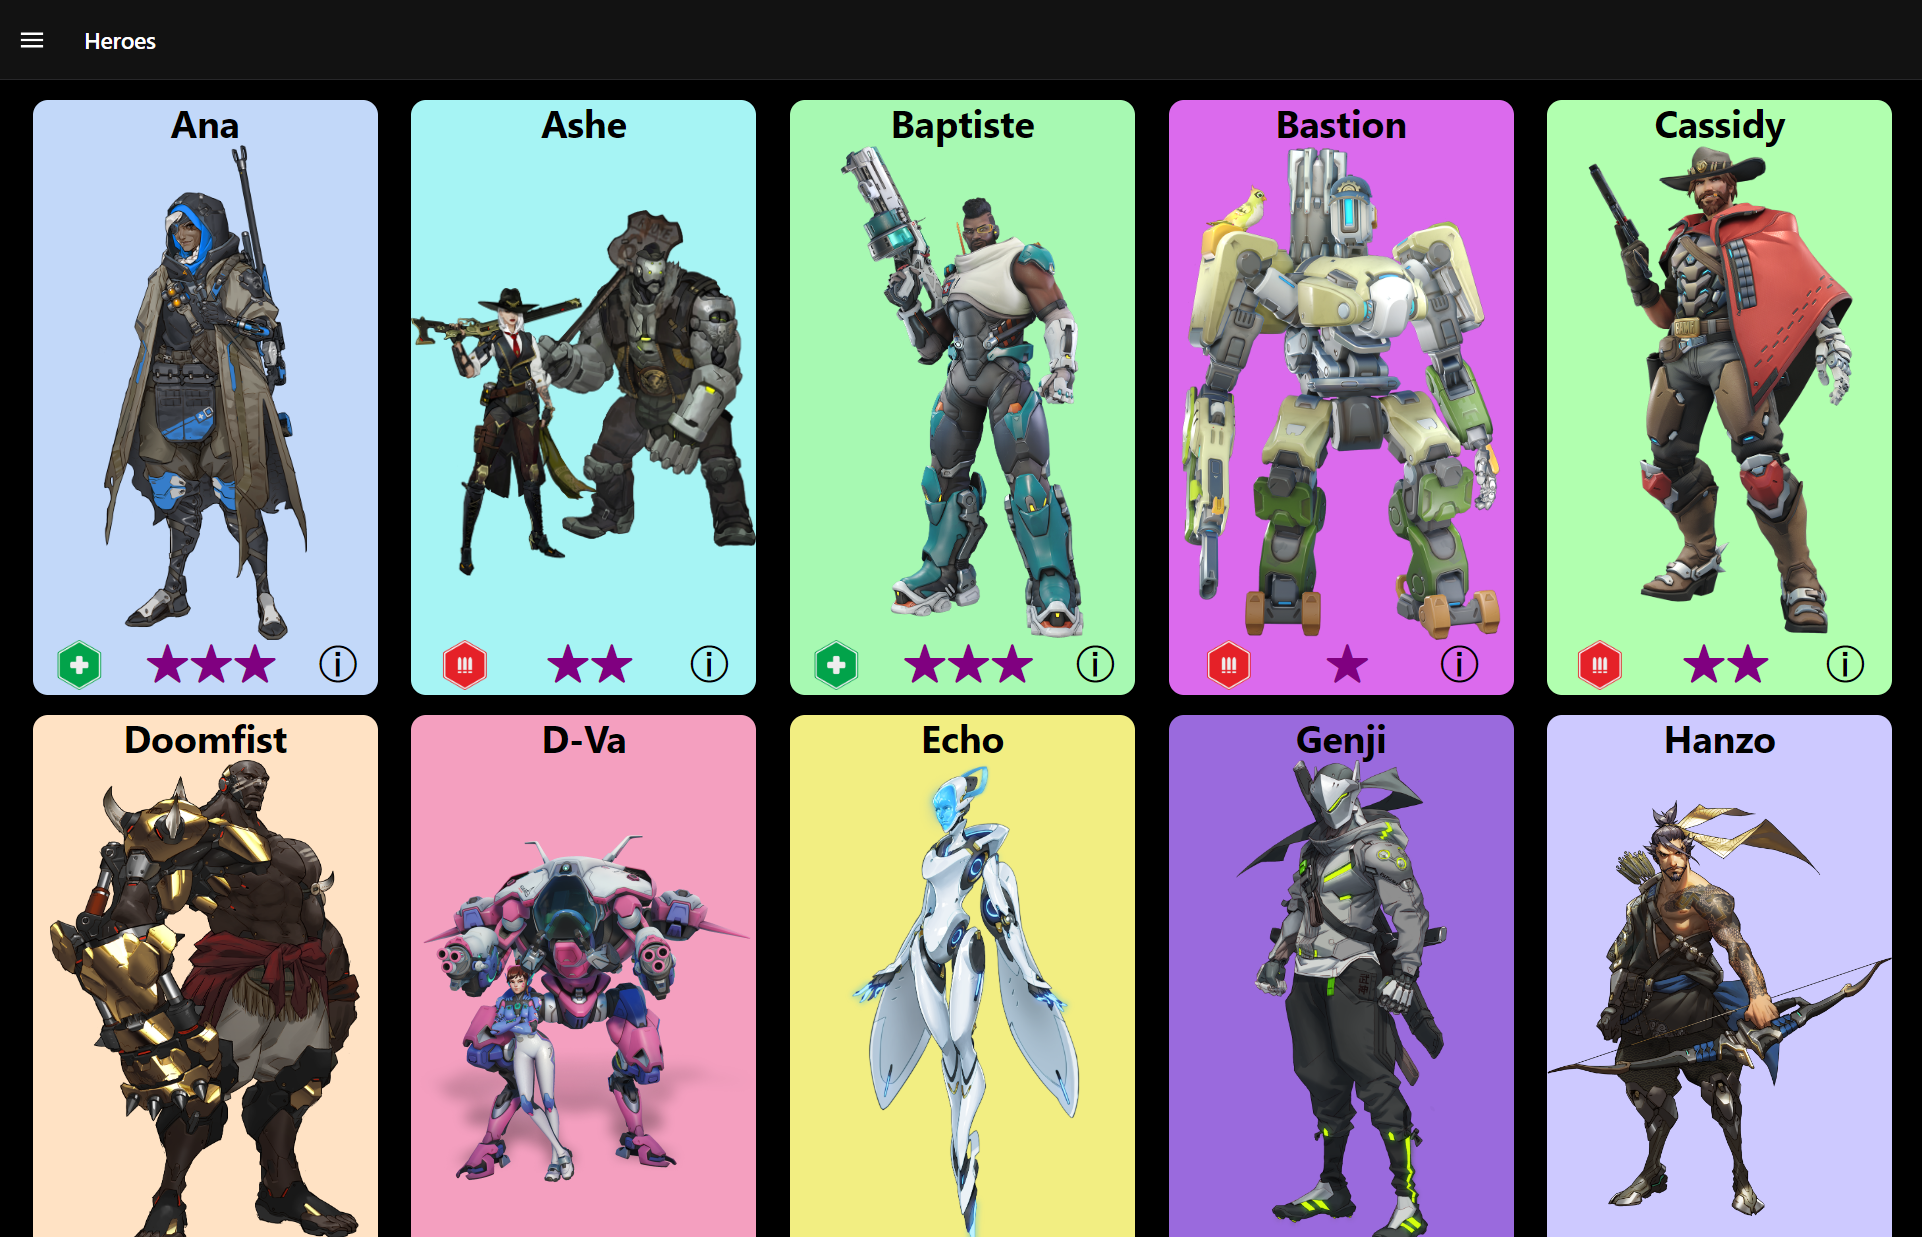 Heroes
Ana
Ashe
Baptiste
Bastion
Cassidy
Doomfist
D-Va
Echo
Genji
Hanzo